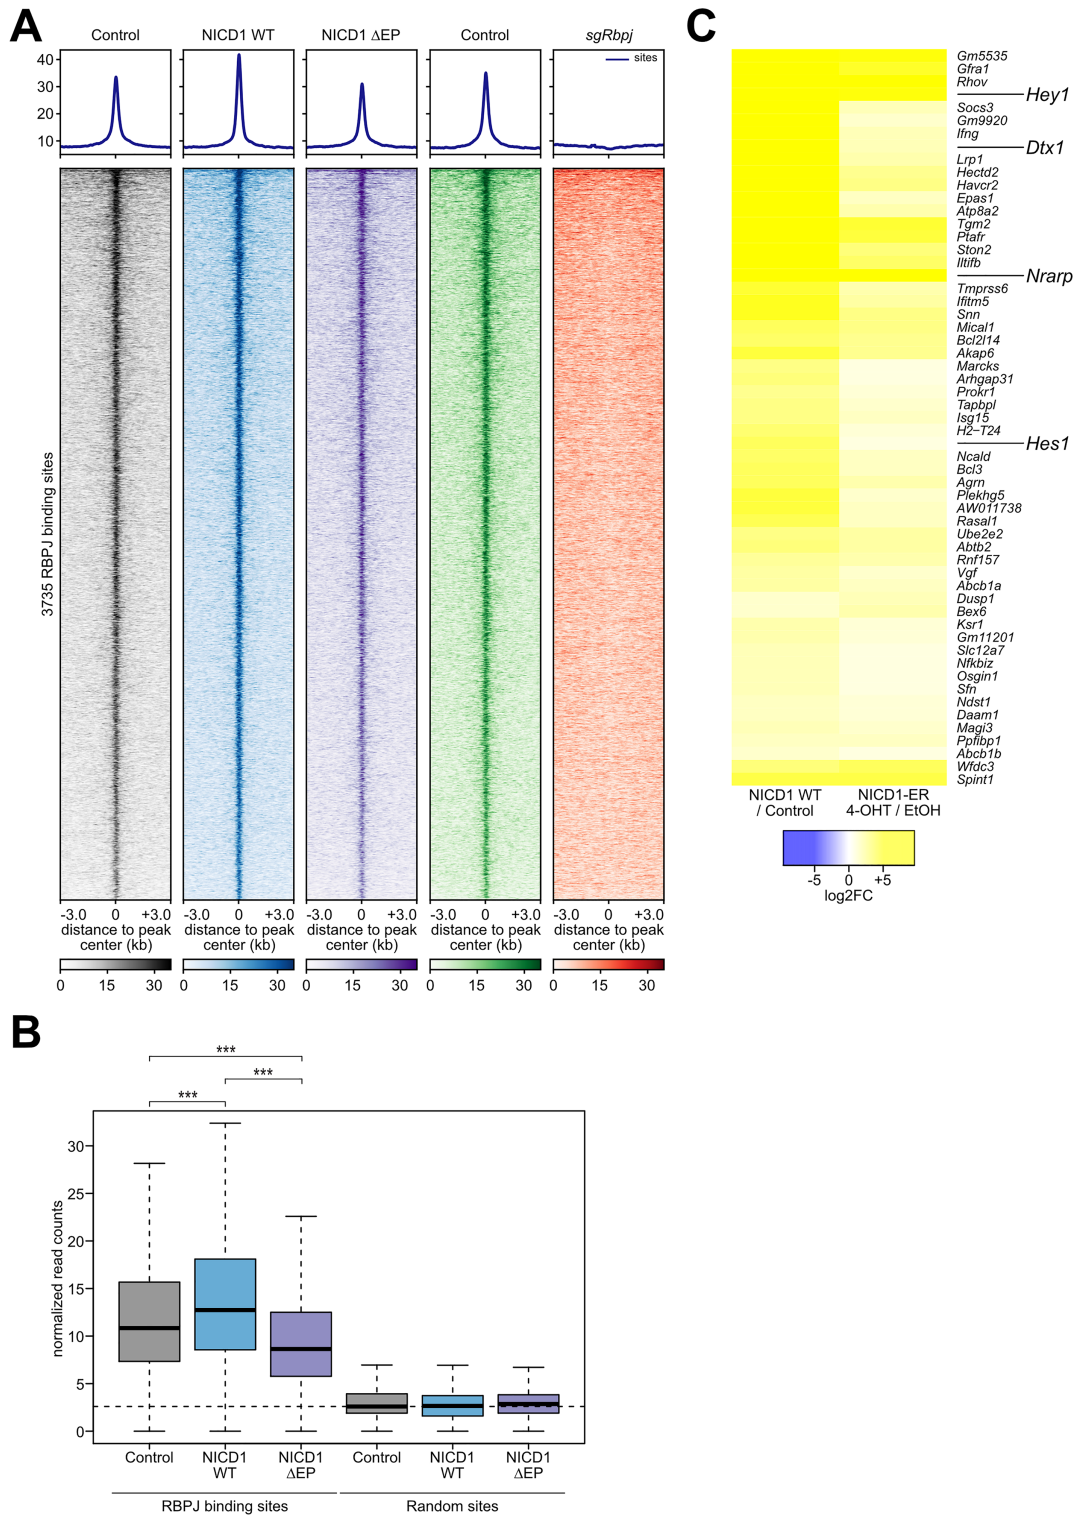 A
Control
NICD1 WT
NICD1 ΔEP
Control
sgRbpj
sites
40
30
20
10
3735 RBPJ binding sites
-3.0 0 +3.0
distance to peak
center (kb)
-3.0 0 +3.0
distance to peak
center (kb)
-3.0 0 +3.0
distance to peak
center (kb)
-3.0 0 +3.0
distance to peak
center (kb)
-3.0 0 +3.0
distance to peak
center (kb)
0 15 30
0 15 30
0 15 30
0 15 30
0 15 30
B
***
***
***
normalized read counts
30
25
20
15
10
5
0
Control
NICD1
WT
NICD1
ΔEP
Control
NICD1
WT
NICD1
ΔEP
RBPJ binding sites
Random sites
C
Gm5535
Gfra1
Rhov
Hey1
Socs3
Gm9920
Ifng
Dtx1
Lrp1
Hectd2
Havcr2
Epas1
Atp8a2
Tgm2
Ptafr
Ston2
Iltifb
Nrarp
Tmprss6
Ifitm5
Snn
Mical1
Bcl2l14
Akap6
Marcks
Arhgap31
Prokr1
Tapbpl
Isg15
H2−T24
Hes1
Ncald
Bcl3
Agrn
Plekhg5
AW011738
Rasal1
Ube2e2
Abtb2
Rnf157
Vgf
Abcb1a
Dusp1
Bex6
Ksr1
Gm11201
Slc12a7
Nfkbiz
Osgin1
Sfn
Ndst1
Daam1
Magi3
Ppfibp1
Abcb1b
Wfdc3
Spint1
NICD1 WT
/ Control
NICD1-ER
4-OHT / EtOH
-5 0 +5
log2FC